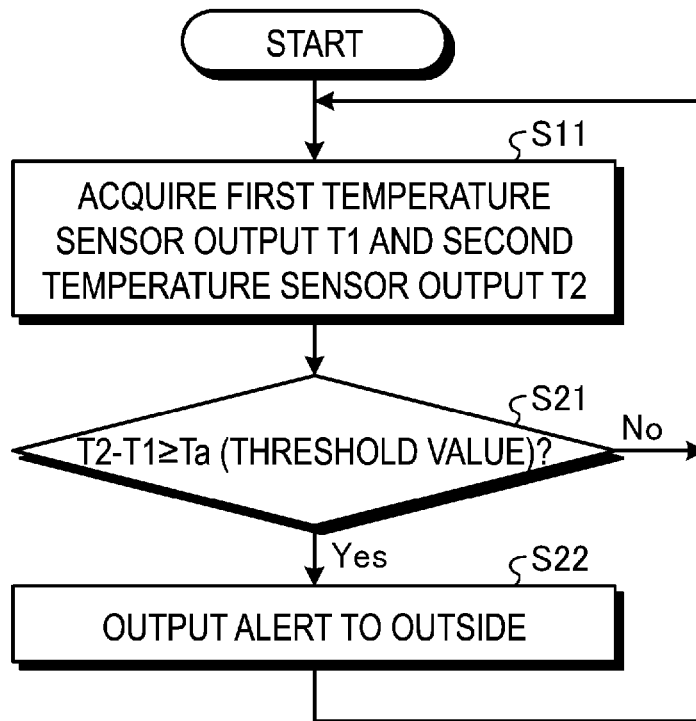 START
S11
ACQUIRE FIRST TEMPERATURE
SENSOR OUTPUT T1 AND SECOND
TEMPERATURE SENSOR OUTPUT T2
S21
T2-T1≥Ta (THRESHOLD VALUE)?
No
Yes
S22
OUTPUT ALERT TO OUTSIDE